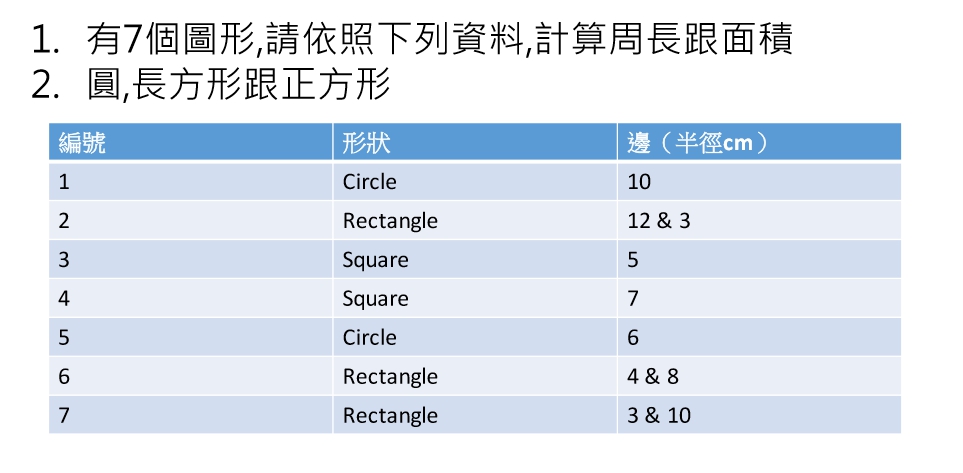 1. 有7個圖形,請依照下列資料,計算周長跟面積
2. 圓,長方形跟正方形
編號 形狀 邊（半徑cm）
1 Circle 10
2 Rectangle 12 & 3
3 Square 5
4 Square 7
5 Circle 6
6 Rectangle 4 & 8
7 Rectangle 3 & 10